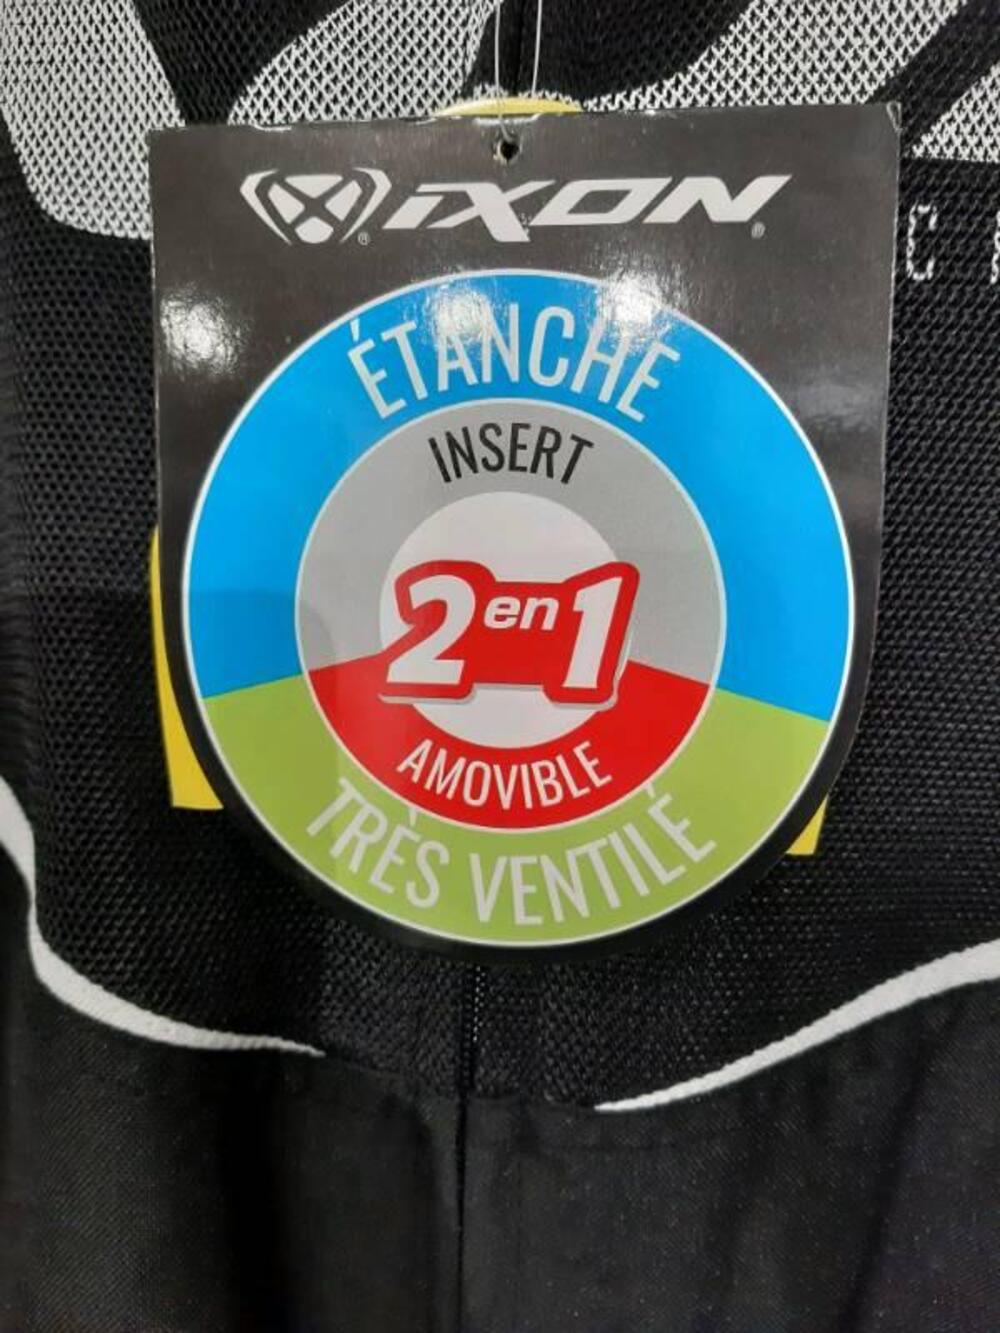 iXON
ÉTANCHE
INSERT
2 en 1
AMOVIBLE
TRÈS VENTILÉ
C